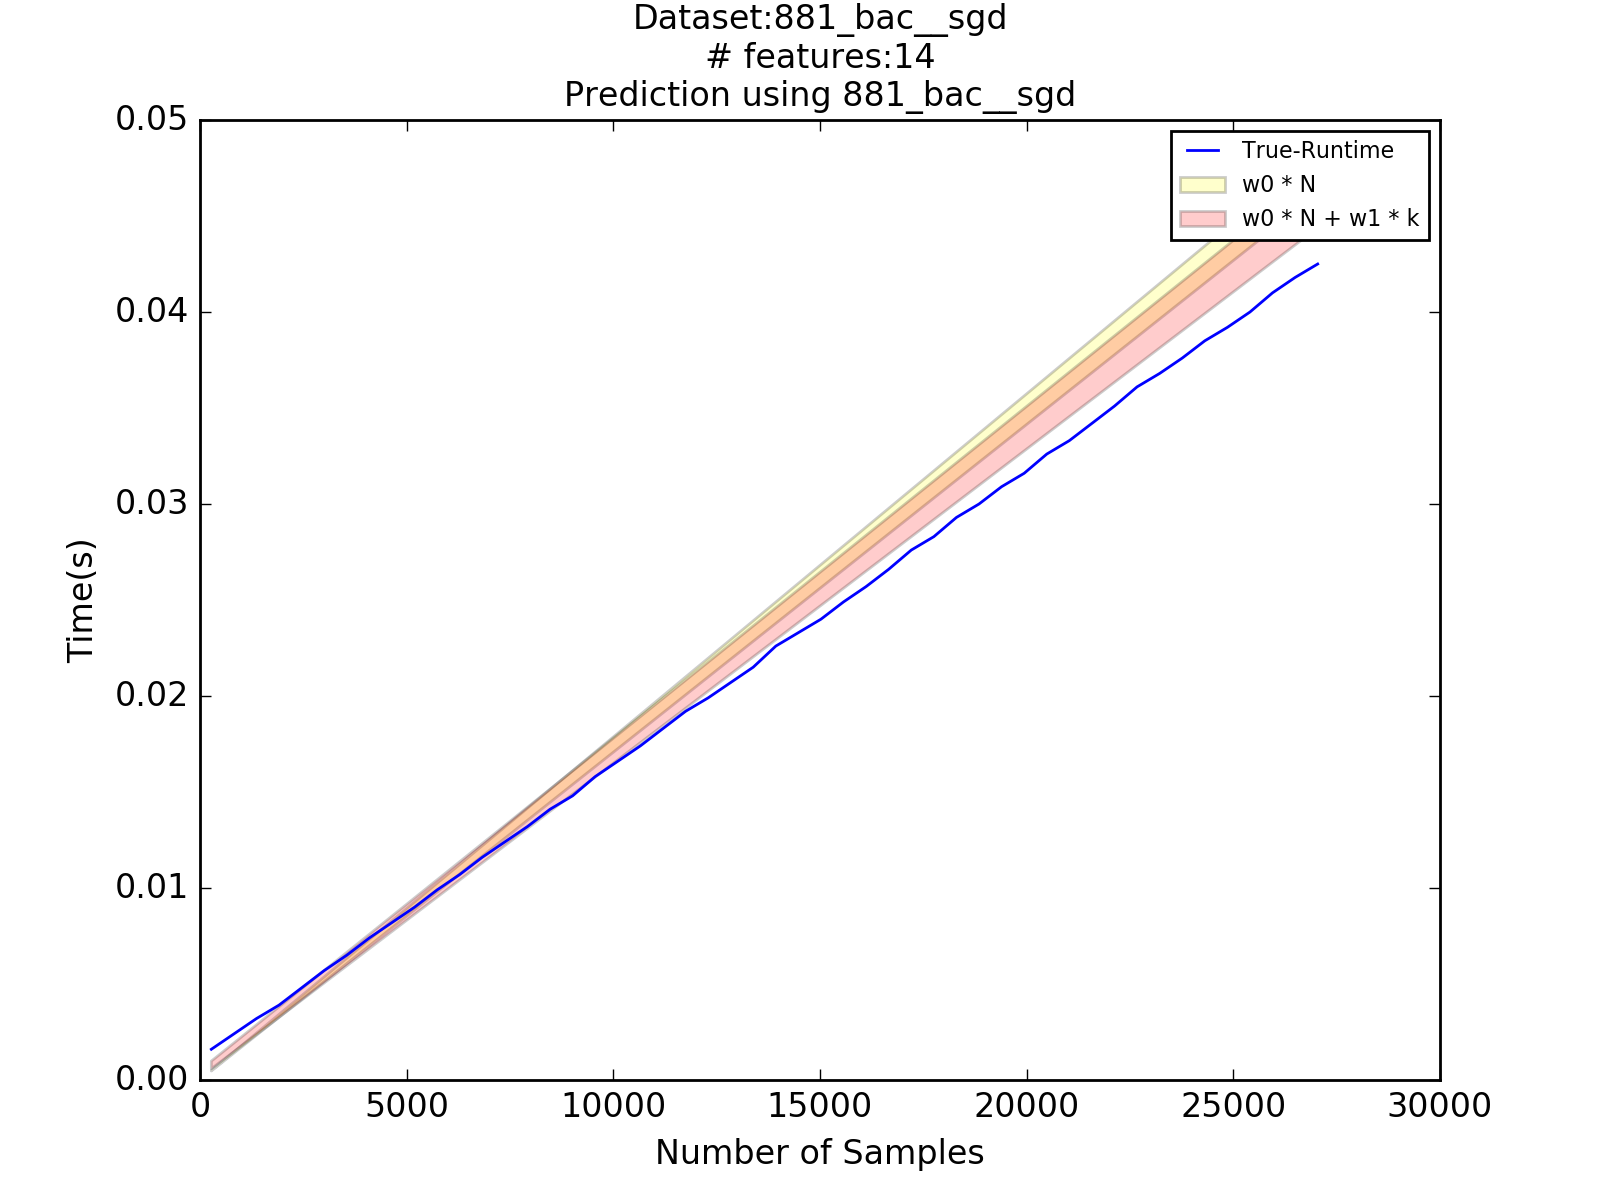 Dataset:881_bac__sgd
# features:14
Prediction using 881_bac__sgd
0.05
0.04
0.03
0.02
0.01
0.00
Time(s)
True-Runtime
w0 * N
w0 * N + w1 * k
0 5000 10000 15000 20000 25000 30000
Number of Samples